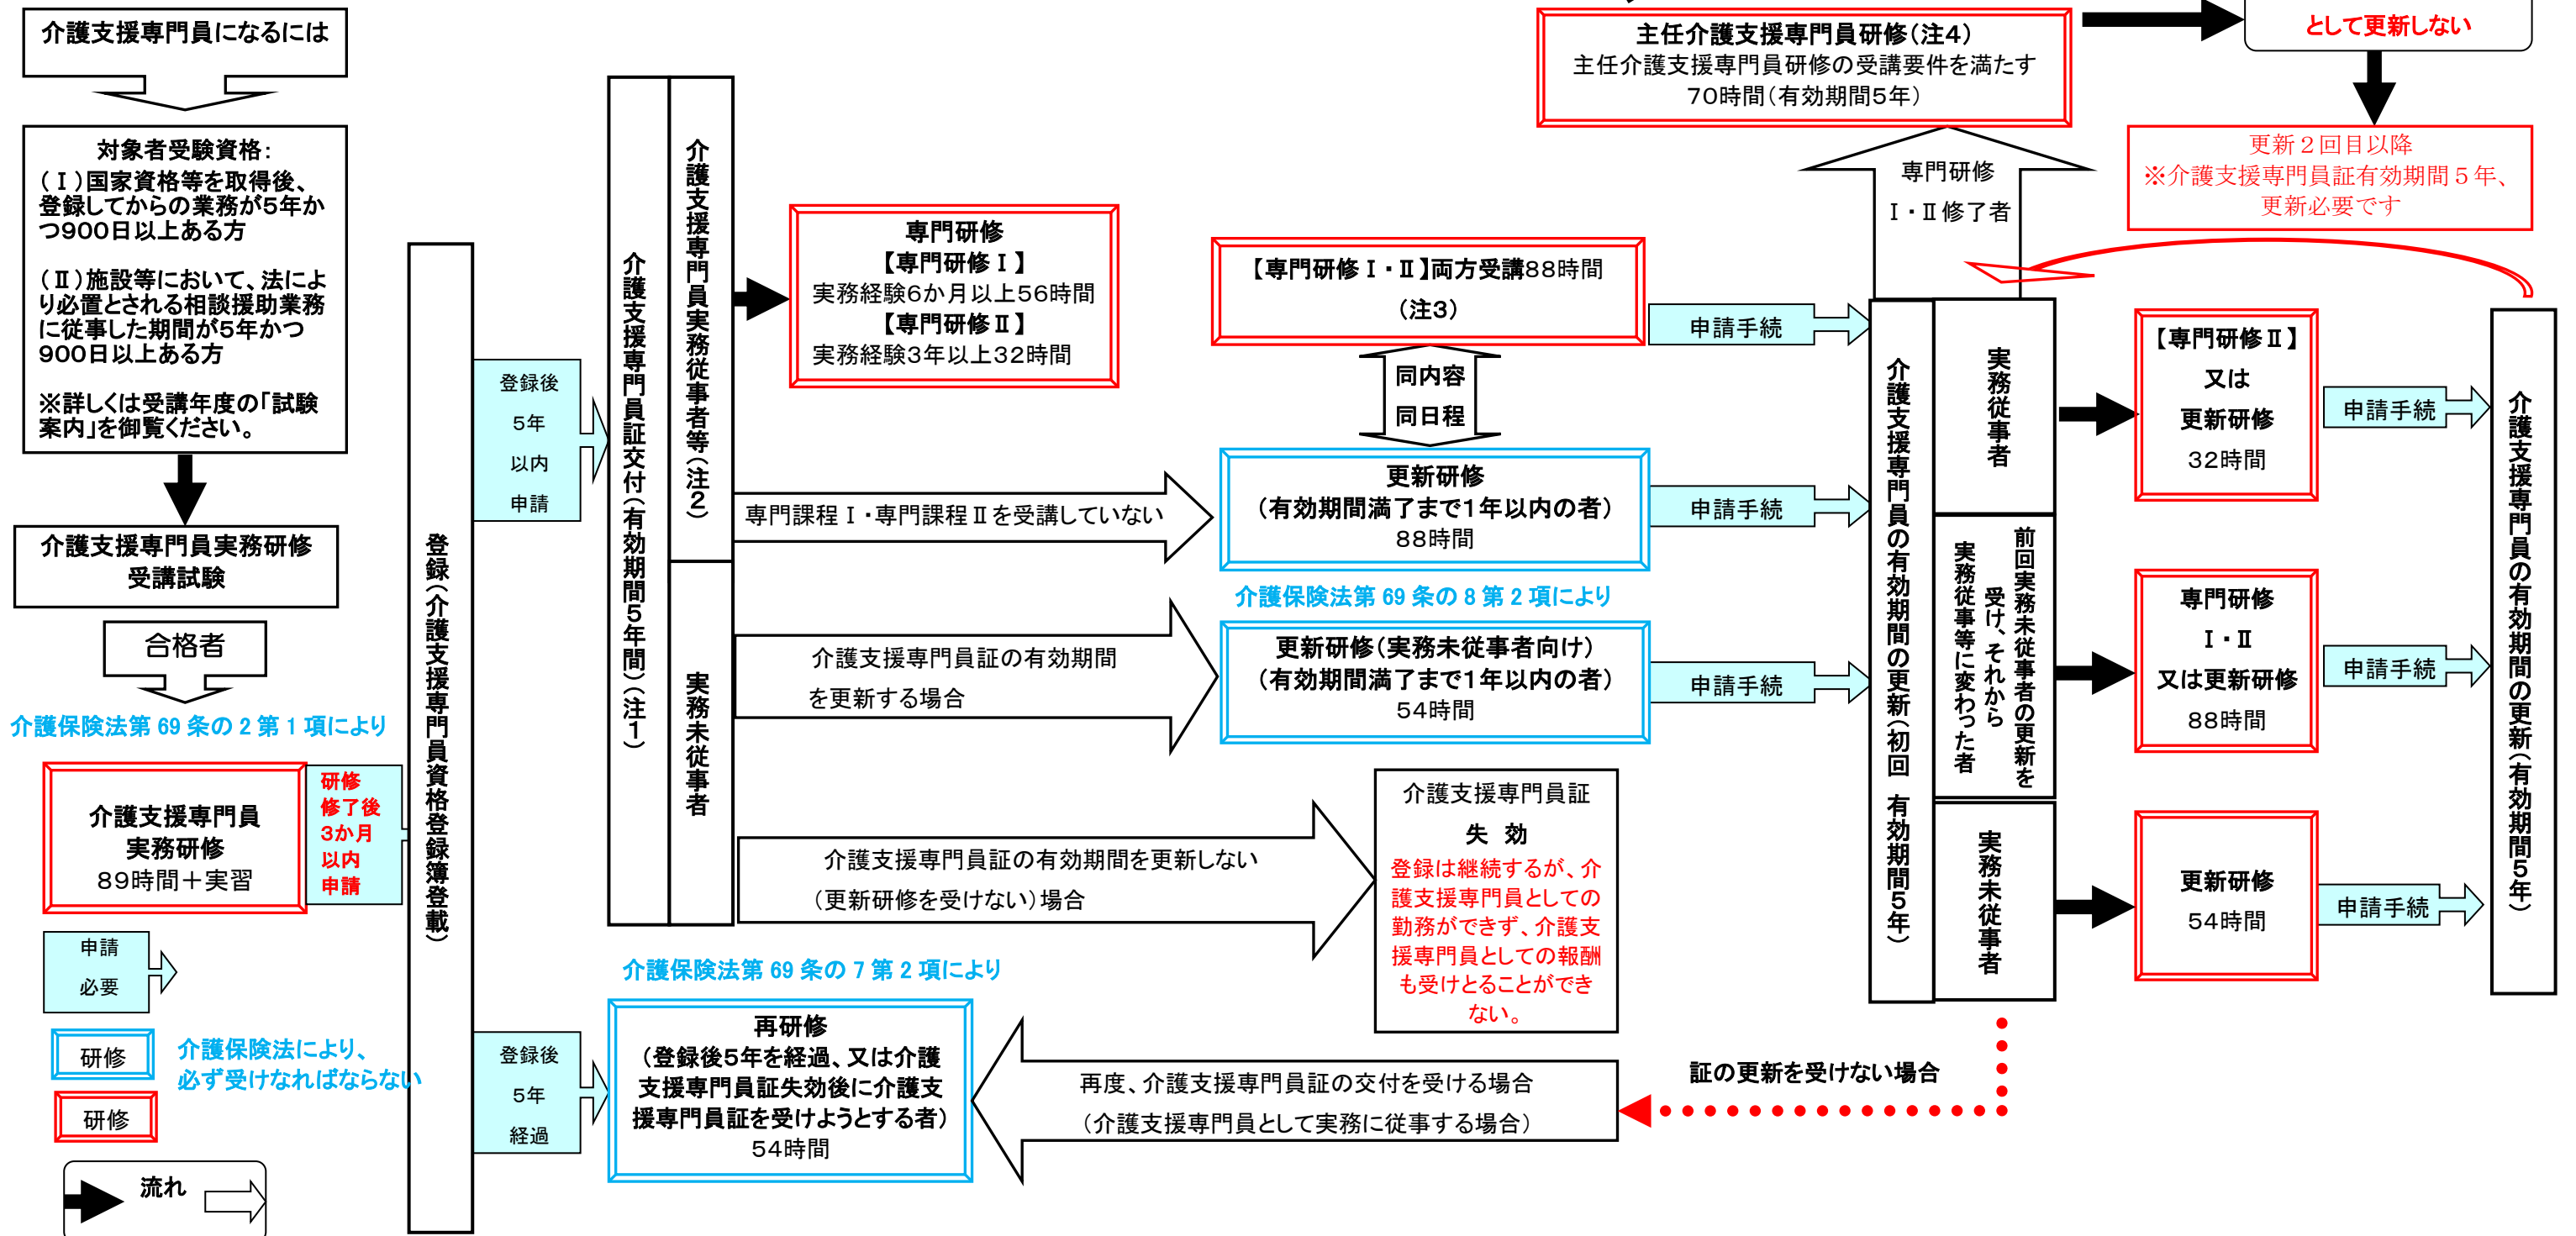 介護支援専門員になるには
対象者受験資格：
（Ⅰ）国家資格等を取得後、
登録してからの業務が5年か
つ900日以上ある方
（Ⅱ）施設等において、法によ
り必置とされる相談援助業務
に従事した期間が5年かつ
900日以上ある方
※詳しくは受講年度の「試験
案内」を御覧ください。
介護支援専門員実務研修
受講試験
合格者
介護保険法第 69 条の 2 第 1 項により
介護支援専門員
実務研修
89時間＋実習
研修
修了後
3か月
以内
申請
申請
必要
研修
介護保険法により、
必ず受けなればならない
研修
流れ
登録（介護支援専門員資格登録簿登載）
登録後
5年
以内
申請
登録後
5年
経過
介護支援専門員証交付（有効期間5年間）（注1）
介護支援専門員実務従事者等（注2）
実務未従事者
専門研修
【専門研修Ⅰ】
実務経験6か月以上56時間
【専門研修Ⅱ】
実務経験3年以上32時間
専門課程Ⅰ・専門課程Ⅱを受講していない
介護支援専門員証の有効期間
を更新する場合
介護支援専門員証の有効期間を更新しない
（更新研修を受けない）場合
介護保険法第 69 条の 7 第 2 項により
再研修
（登録後5年を経過、又は介護
支援専門員証失効後に介護支
援専門員証を受けようとする者）
54時間
再度、介護支援専門員証の交付を受ける場合
（介護支援専門員として実務に従事する場合）
【専門研修Ⅰ・Ⅱ】両方受講88時間
（注3）
同内容
同日程
更新研修
（有効期間満了まで1年以内の者）
88時間
介護保険法第 69 条の 8 第 2 項により
更新研修（実務未従事者向け）
（有効期間満了まで1年以内の者）
54時間
介護支援専門員証
失 効
登録は継続するが、介
護支援専門員としての
勤務ができず、介護支
援専門員としての報酬
も受けとることができ
ない。
申請手続
申請手続
申請手続
主任介護支援専門員研修（注4）
主任介護支援専門員研修の受講要件を満たす
70時間（有効期間5年）
専門研修
Ⅰ・Ⅱ修了者
として更新しない
更新２回目以降
※介護支援専門員証有効期間５年、
更新必要です
介護支援専門員の有効期間の更新（初回 有効期間5年）
実務従事者
前回実務未従事者の更新を
受け、それから
実務従事等に変わった者
実務未従事者
証の更新を受けない場合
【専門研修Ⅱ】
又は
更新研修
32時間
専門研修
Ⅰ・Ⅱ
又は更新研修
88時間
更新研修
54時間
申請手続
申請手続
申請手続
介護支援専門員の有効期間の更新（有効期間5年）